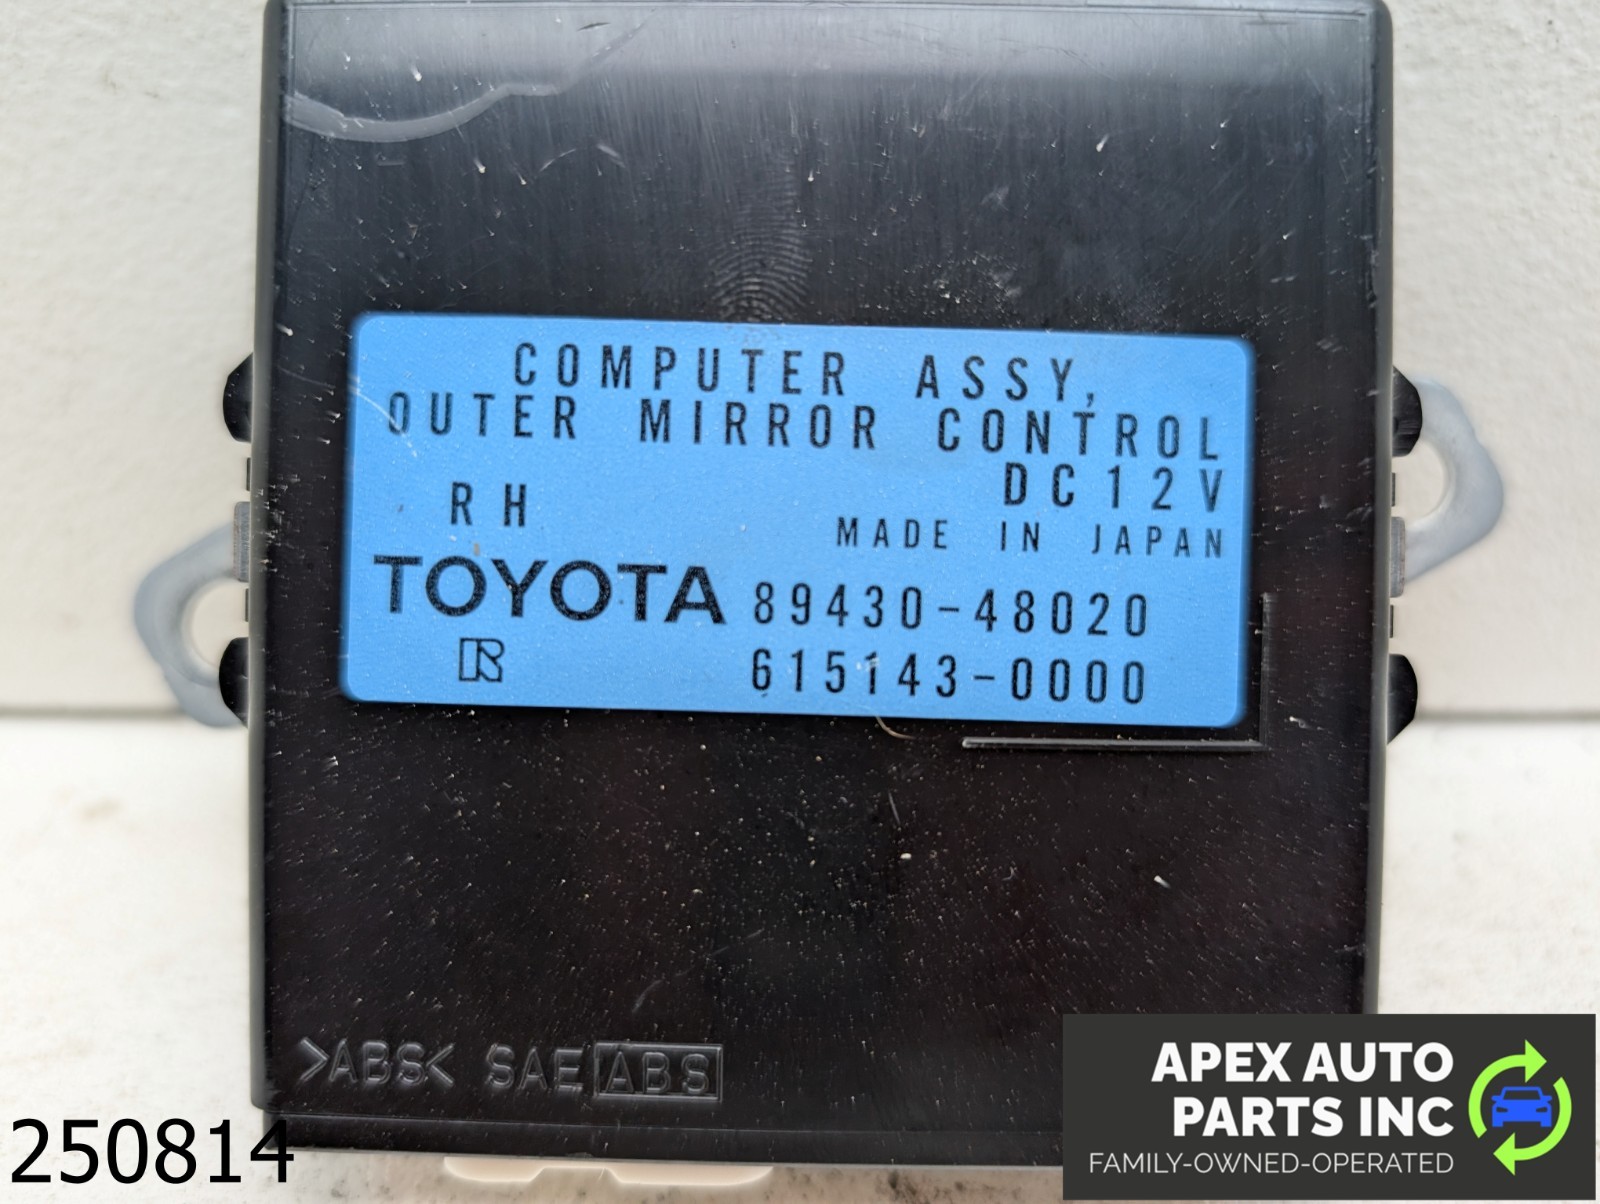 COMPUTER ASSY,
OUTER MIRROR CONTROL
DC12V
RH
MADE IN JAPAN
TOYOTA 89430-48020
R 615143-0000
>ABS< SAE ABS
250814
APEX AUTO
PARTS INC
FAMILY-OWNED-OPERATED